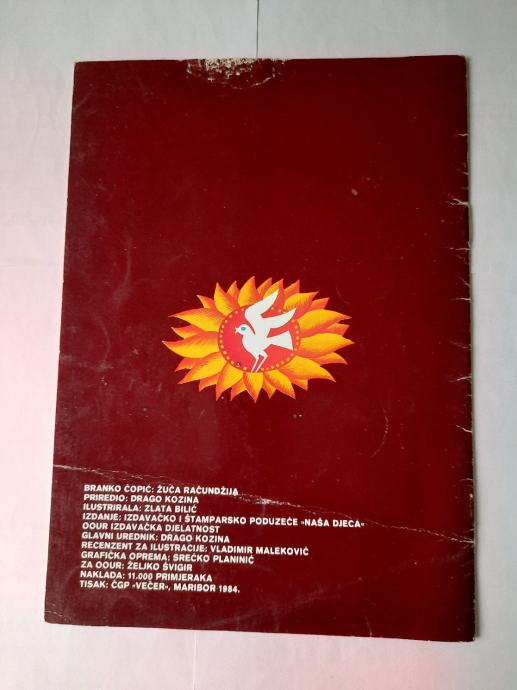 BRANKO ĆOPIĆ: ŽUĆA RAČUNDŽIJA
PRIREDIO: DRAGO KOZINA
ILUSTRIRALA: ZLATA BILIĆ
IZDANJE: IZDAVAČKO I ŠTAMPARSKO PODUZEĆE »NAŠA DJECA«
OOUR IZDAVAČKA DJELATNOST
GLAVNI UREDNIK: DRAGO KOZINA
RECENZENT ZA ILUSTRACIJE: VLADIMIR MALEKOVIĆ
GRAFIČKA OPREMA: SREĆKO PLANINIĆ
ZA OOUR: ŽELJKO ŠVIGIR
NAKLADA: 11.000 PRIMJERAKA
TISAK: ČGP »VEČER«, MARIBOR 1984.